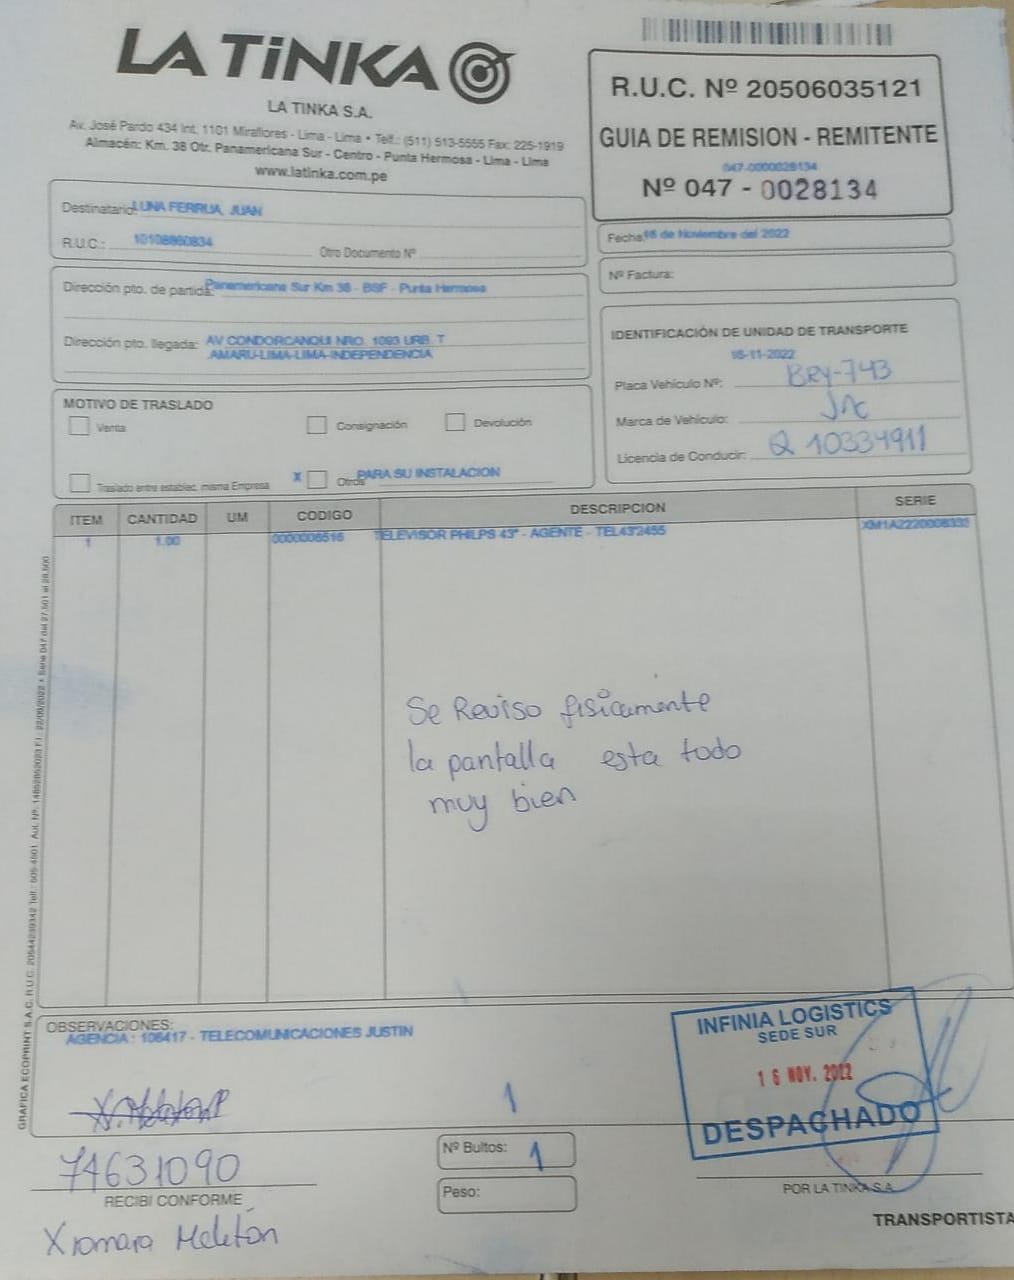 LA TiNKA
LA TINKA S.A.
Av. José Pardo 434 Int. 1101 Miraflores - Lima - Lima • Telf.: (511) 513-5555 Fax: 225-1919
Almacén: Km. 38 Otr. Panamericana Sur - Centro - Punta Hermosa - Lima - Lima
www.latinka.com.pe
R.U.C. Nº 20506035121
GUIA DE REMISION - REMITENTE
047-0000028134
Nº 047 - 0028134
Destinatario: LUNA FERRUA, JUAN
R.U.C.: 10108860834 Otro Documento Nº
Fecha: 16 de Noviembre del 2022
Nº Factura:
Dirección pto. de partida: Panamericana Sur Km 38 - BSF - Punta Hermosa
Dirección pto. llegada: AV CONDORCANQUI NRO. 1093 URB. T
AMARU-LIMA-LIMA-INDEPENDENCIA
IDENTIFICACIÓN DE UNIDAD DE TRANSPORTE
16-11-2022
Placa Vehículo Nº: BRY-743
Marca de Vehículo: JAC
Licencia de Conducir: Q 10334911
MOTIVO DE TRASLADO
Venta Consignación Devolución
Traslado entre establec. misma Empresa X Otros PARA SU INSTALACION
ITEM CANTIDAD UM CODIGO DESCRIPCION SERIE
1 1.00 0000006516 TELEVISOR PHILPS 43" - AGENTE - TEL43'2455 XM1A2220008333
Se Reviso fisicamente
la pantalla esta todo
muy bien
GRAFICA ECOPRINT S.A.C. R.U.C. 20544239342 Telf.: 505-4501 Aut. Nº. 1485285023 F.I. 22/09/2022 • Serie 047 del 27,501 al 28,500
OBSERVACIONES:
AGENCIA : 106417 - TELECOMUNICACIONES JUSTIN
1
INFINIA LOGISTICS
SEDE SUR
16 NOV. 2022
DESPACHADO
74631090
RECIBI CONFORME
Xiomara Meletón
Nº Bultos: 1
Peso:
POR LA TINKA S.A.
TRANSPORTISTA